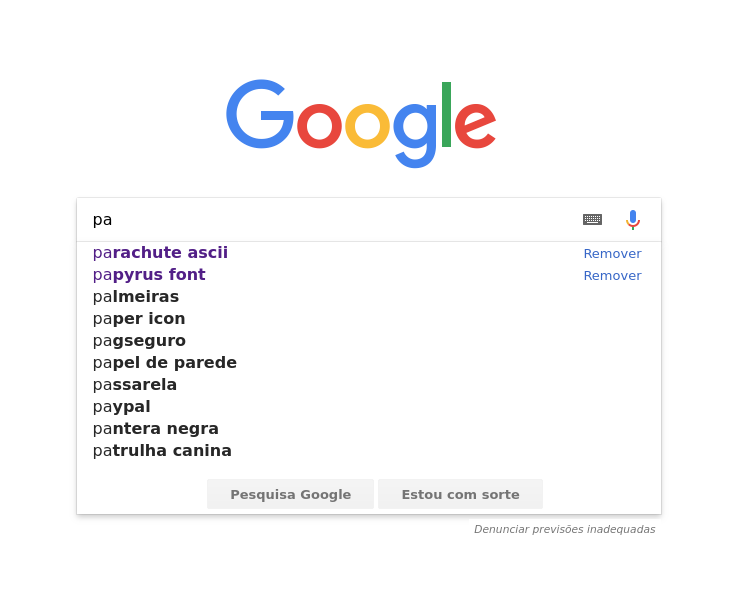 Google
pa
parachute ascii Remover
papyrus font Remover
palmeiras
paper icon
pagseguro
papel de parede
passarela
paypal
pantera negra
patrulha canina
Pesquisa Google Estou com sorte
Denunciar previsões inadequadas